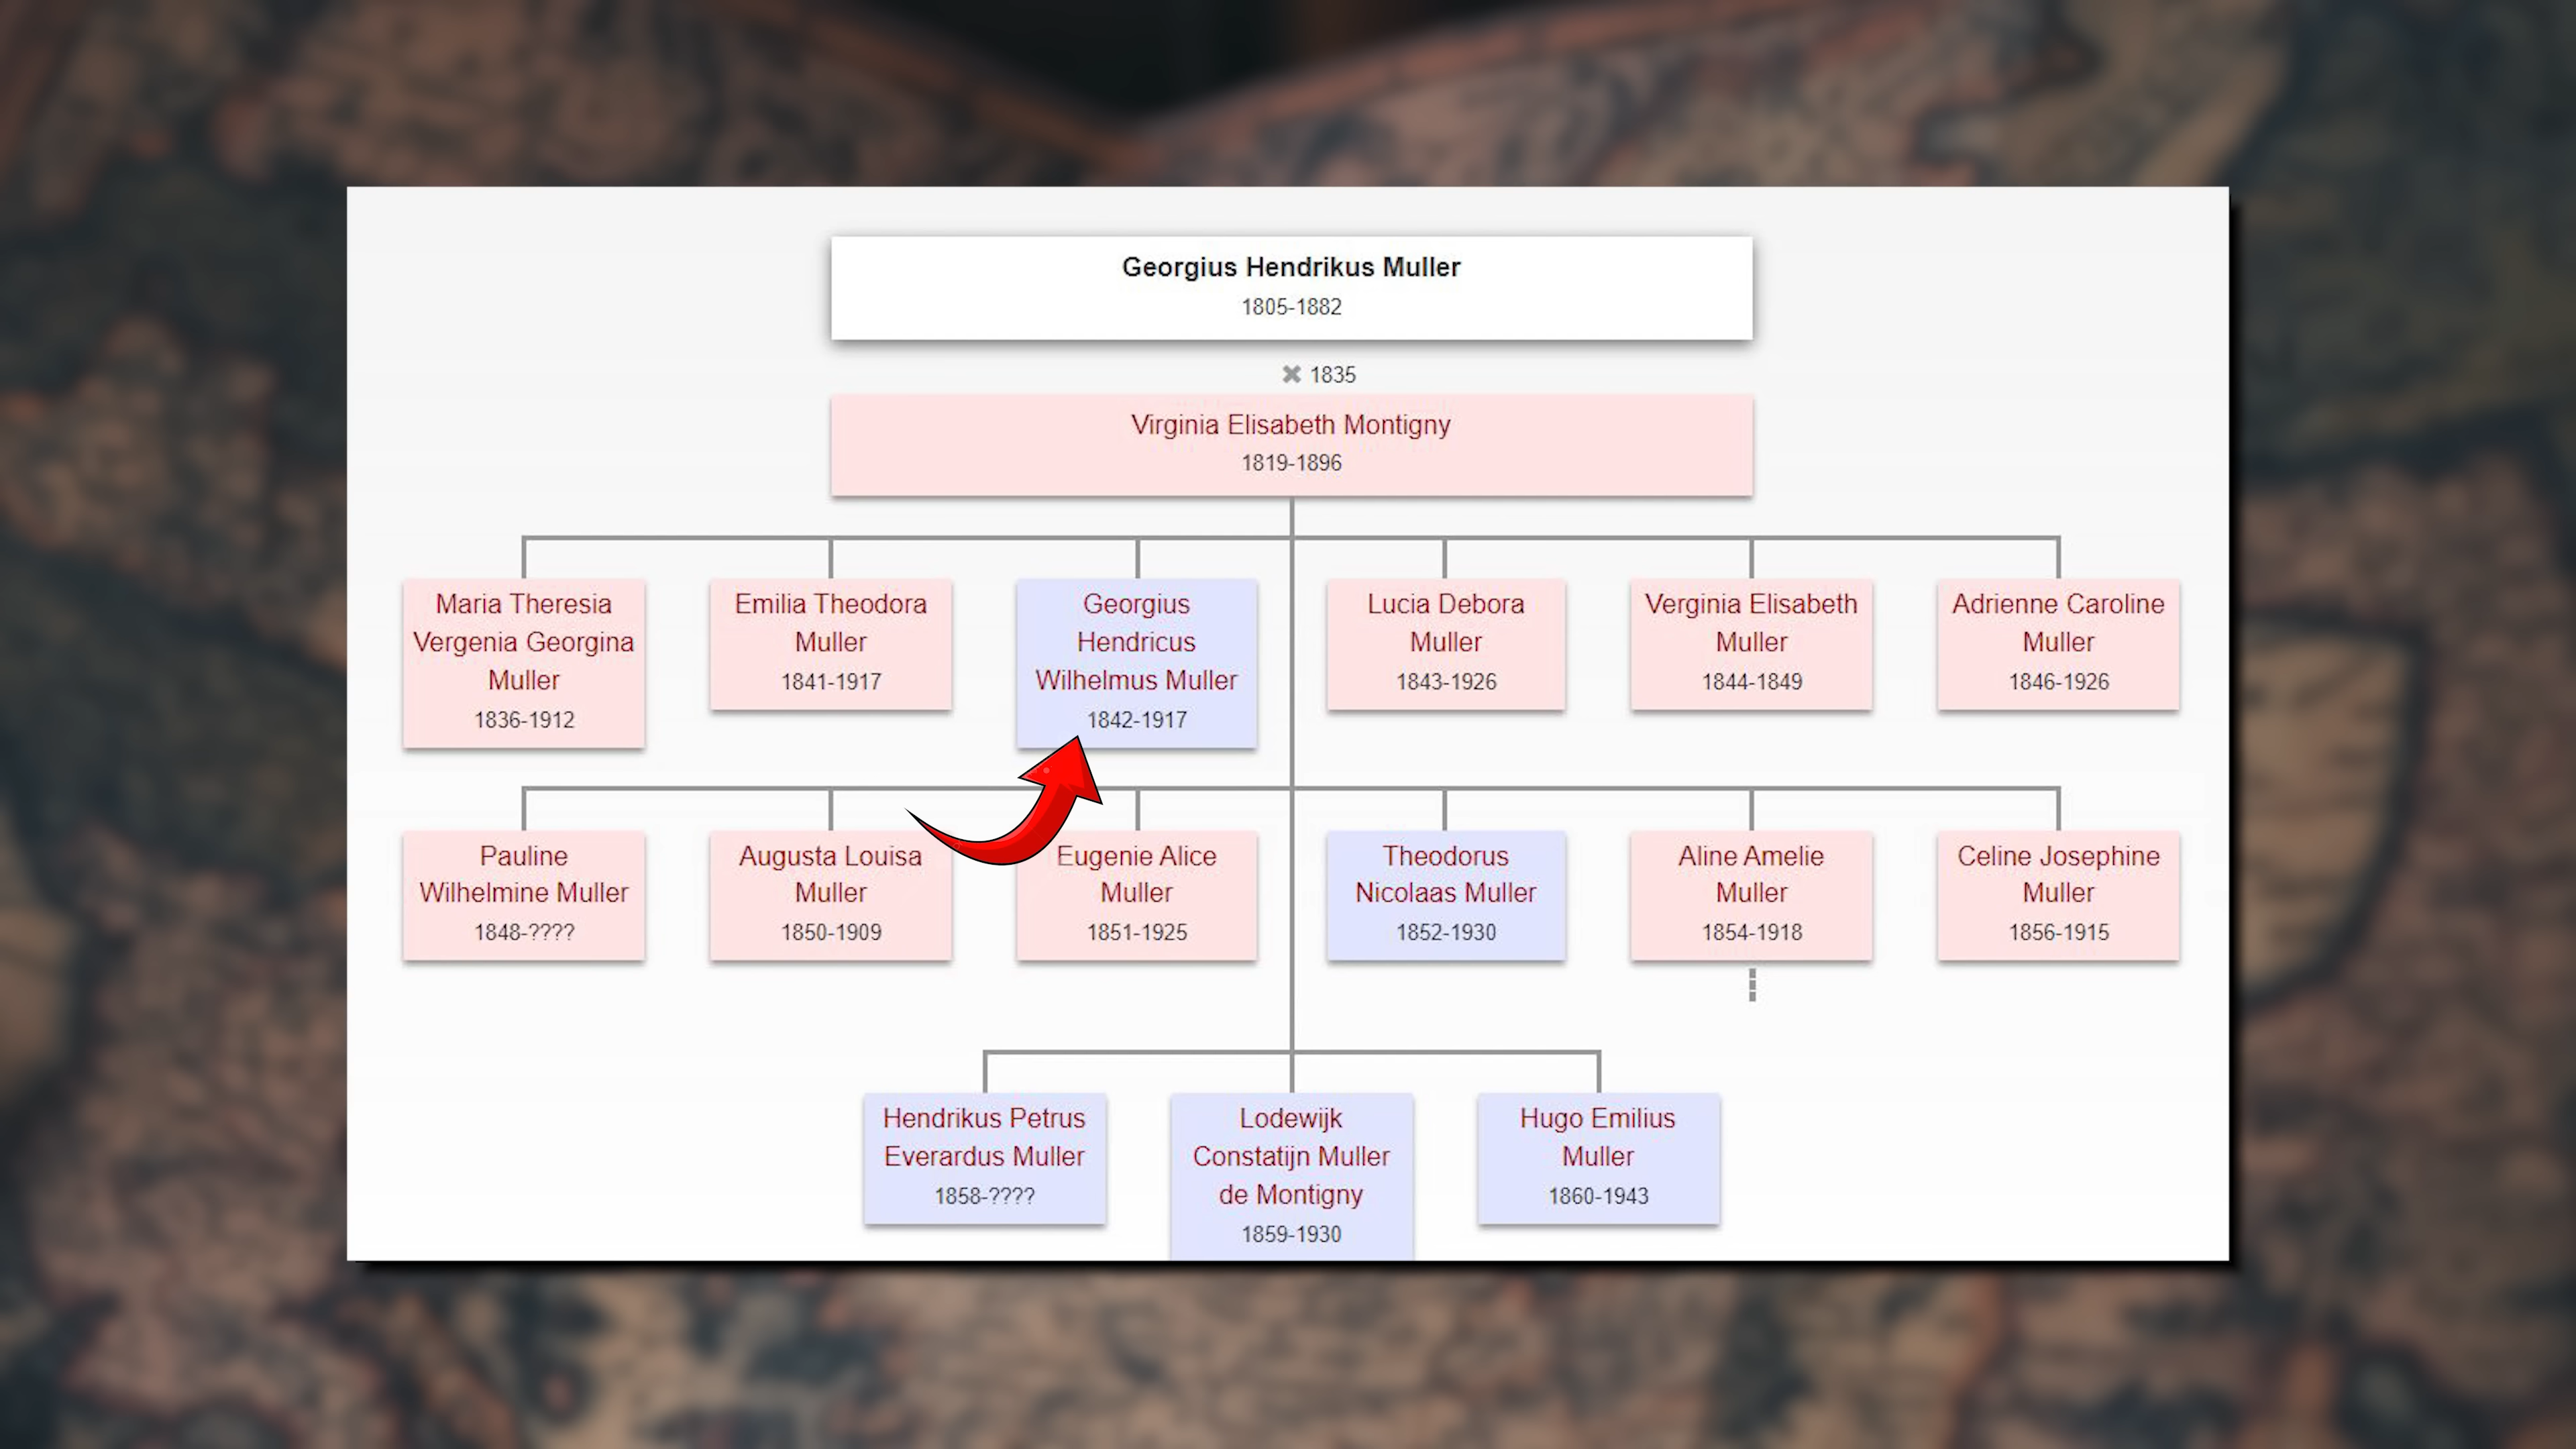 Georgius Hendrikus Muller
1805-1882
✖ 1835
Virginia Elisabeth Montigny
1819-1896
Maria Theresia
Vergenia Georgina
Muller
1836-1912
Emilia Theodora
Muller
1841-1917
Georgius
Hendricus
Wilhelmus Muller
1842-1917
Lucia Debora
Muller
1843-1926
Verginia Elisabeth
Muller
1844-1849
Adrienne Caroline
Muller
1846-1926
Pauline
Wilhelmine Muller
1848-????
Augusta Louisa
Muller
1850-1909
Eugenie Alice
Muller
1851-1925
Theodorus
Nicolaas Muller
1852-1930
Aline Amelie
Muller
1854-1918
Celine Josephine
Muller
1856-1915
Hendrikus Petrus
Everardus Muller
1858-????
Lodewijk
Constatijn Muller
de Montigny
1859-1930
Hugo Emilius
Muller
1860-1943